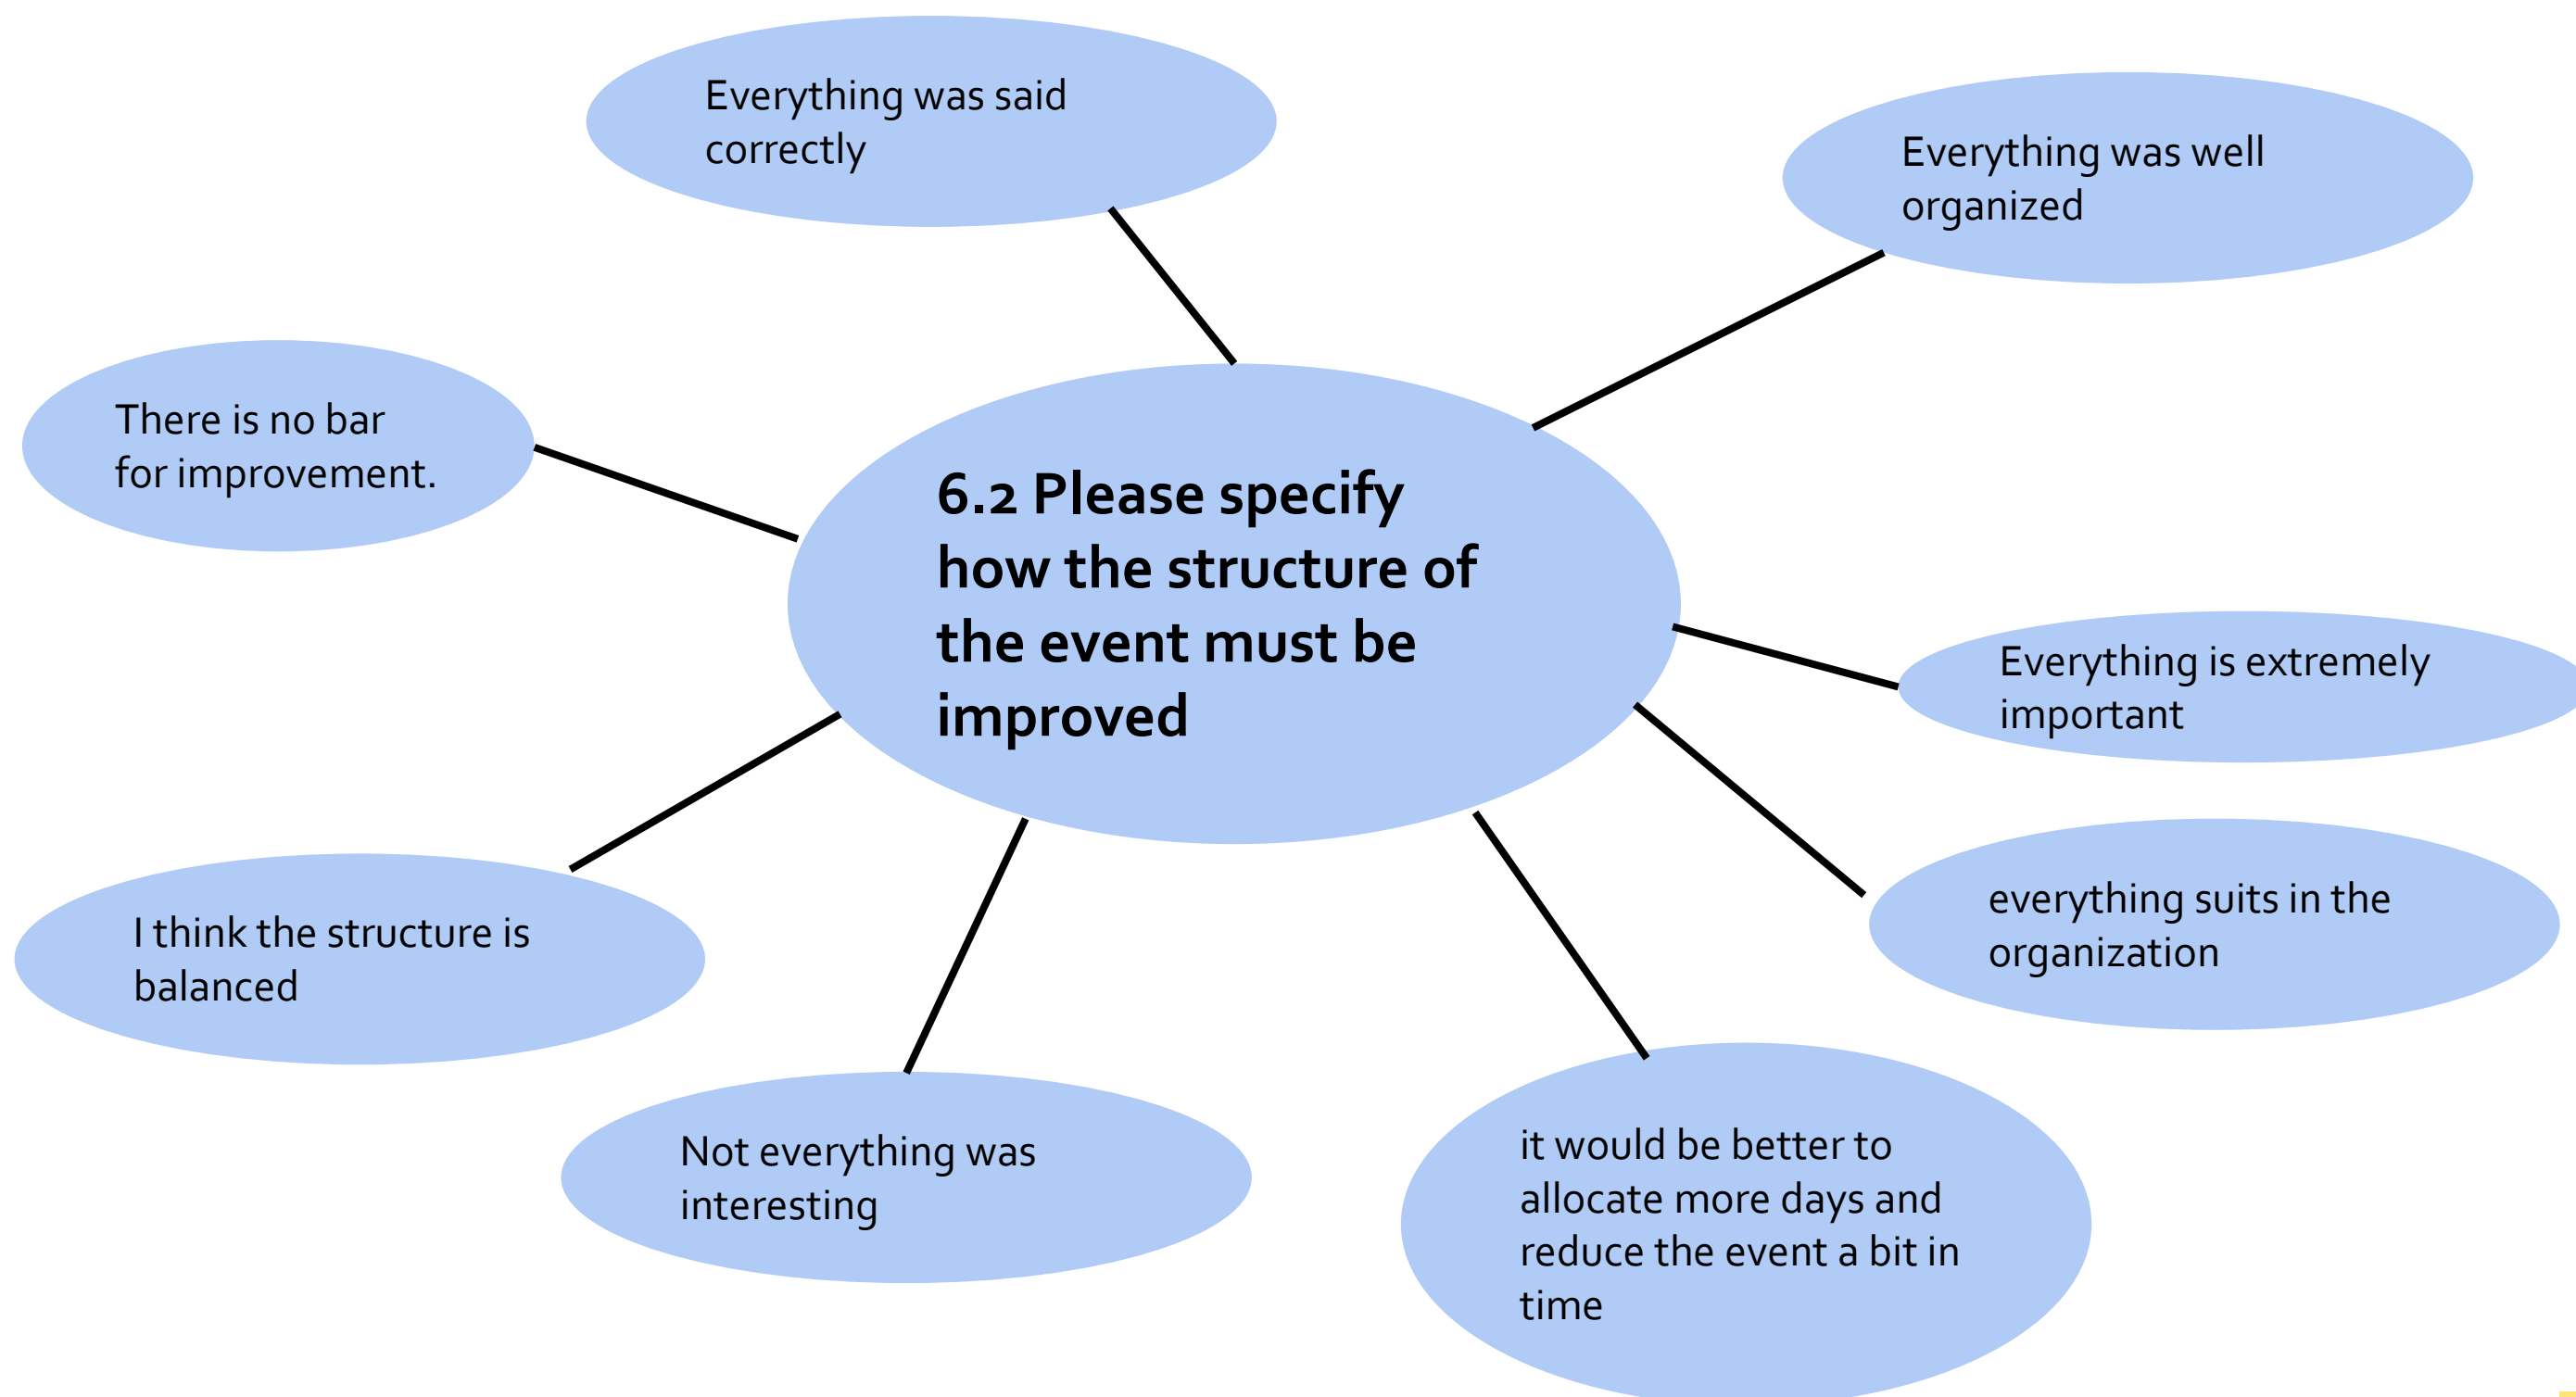 Everything was said
correctly
Everything was well
organized
There is no bar
for improvement.
6.2 Please specify
how the structure of
the event must be
improved
Everything is extremely
important
everything suits in the
organization
I think the structure is
balanced
Not everything was
interesting
it would be better to
allocate more days and
reduce the event a bit in
time